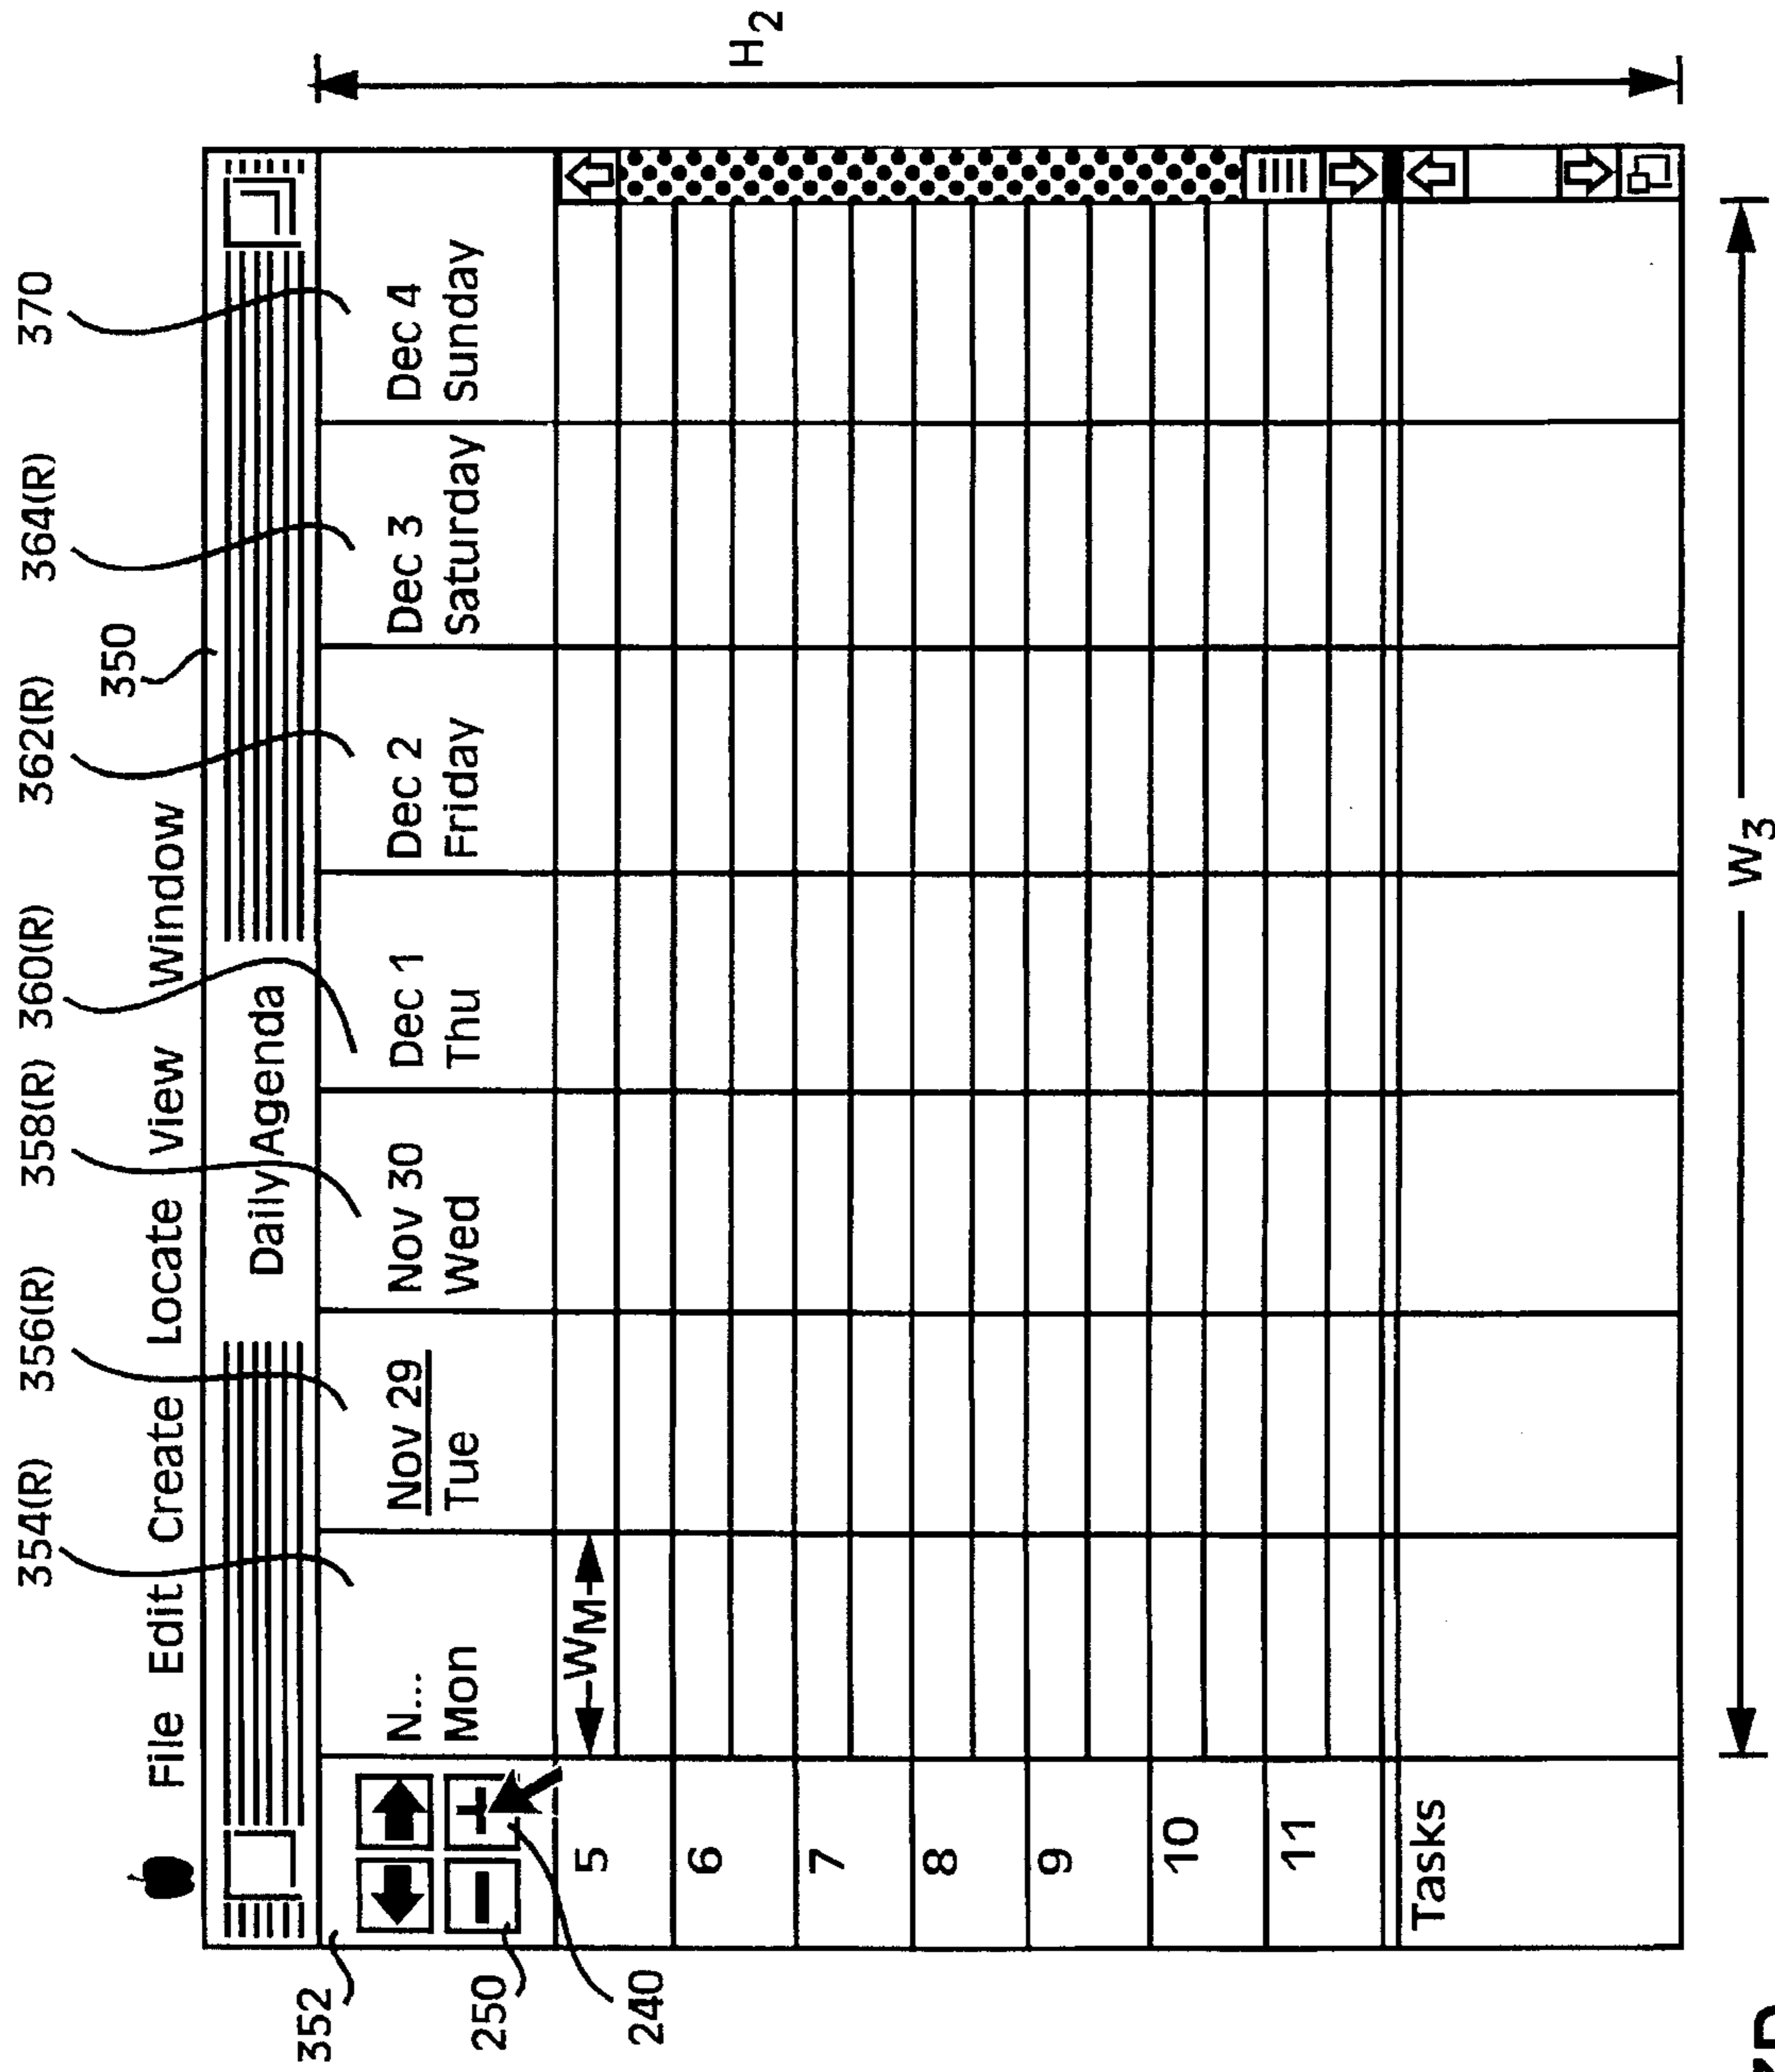 354(R) 356(R) 358(R) 360(R) 362(R) 364(R) 370
350
File Edit Create Locate View Window
Daily Agenda
352
N... Nov 29 Nov 30 Dec 1 Dec 2 Dec 3 Dec 4
Mon Tue Wed Thu Friday Saturday Sunday
250
240
5
WM
6
7
8
9
10
11
Tasks
H2
W3